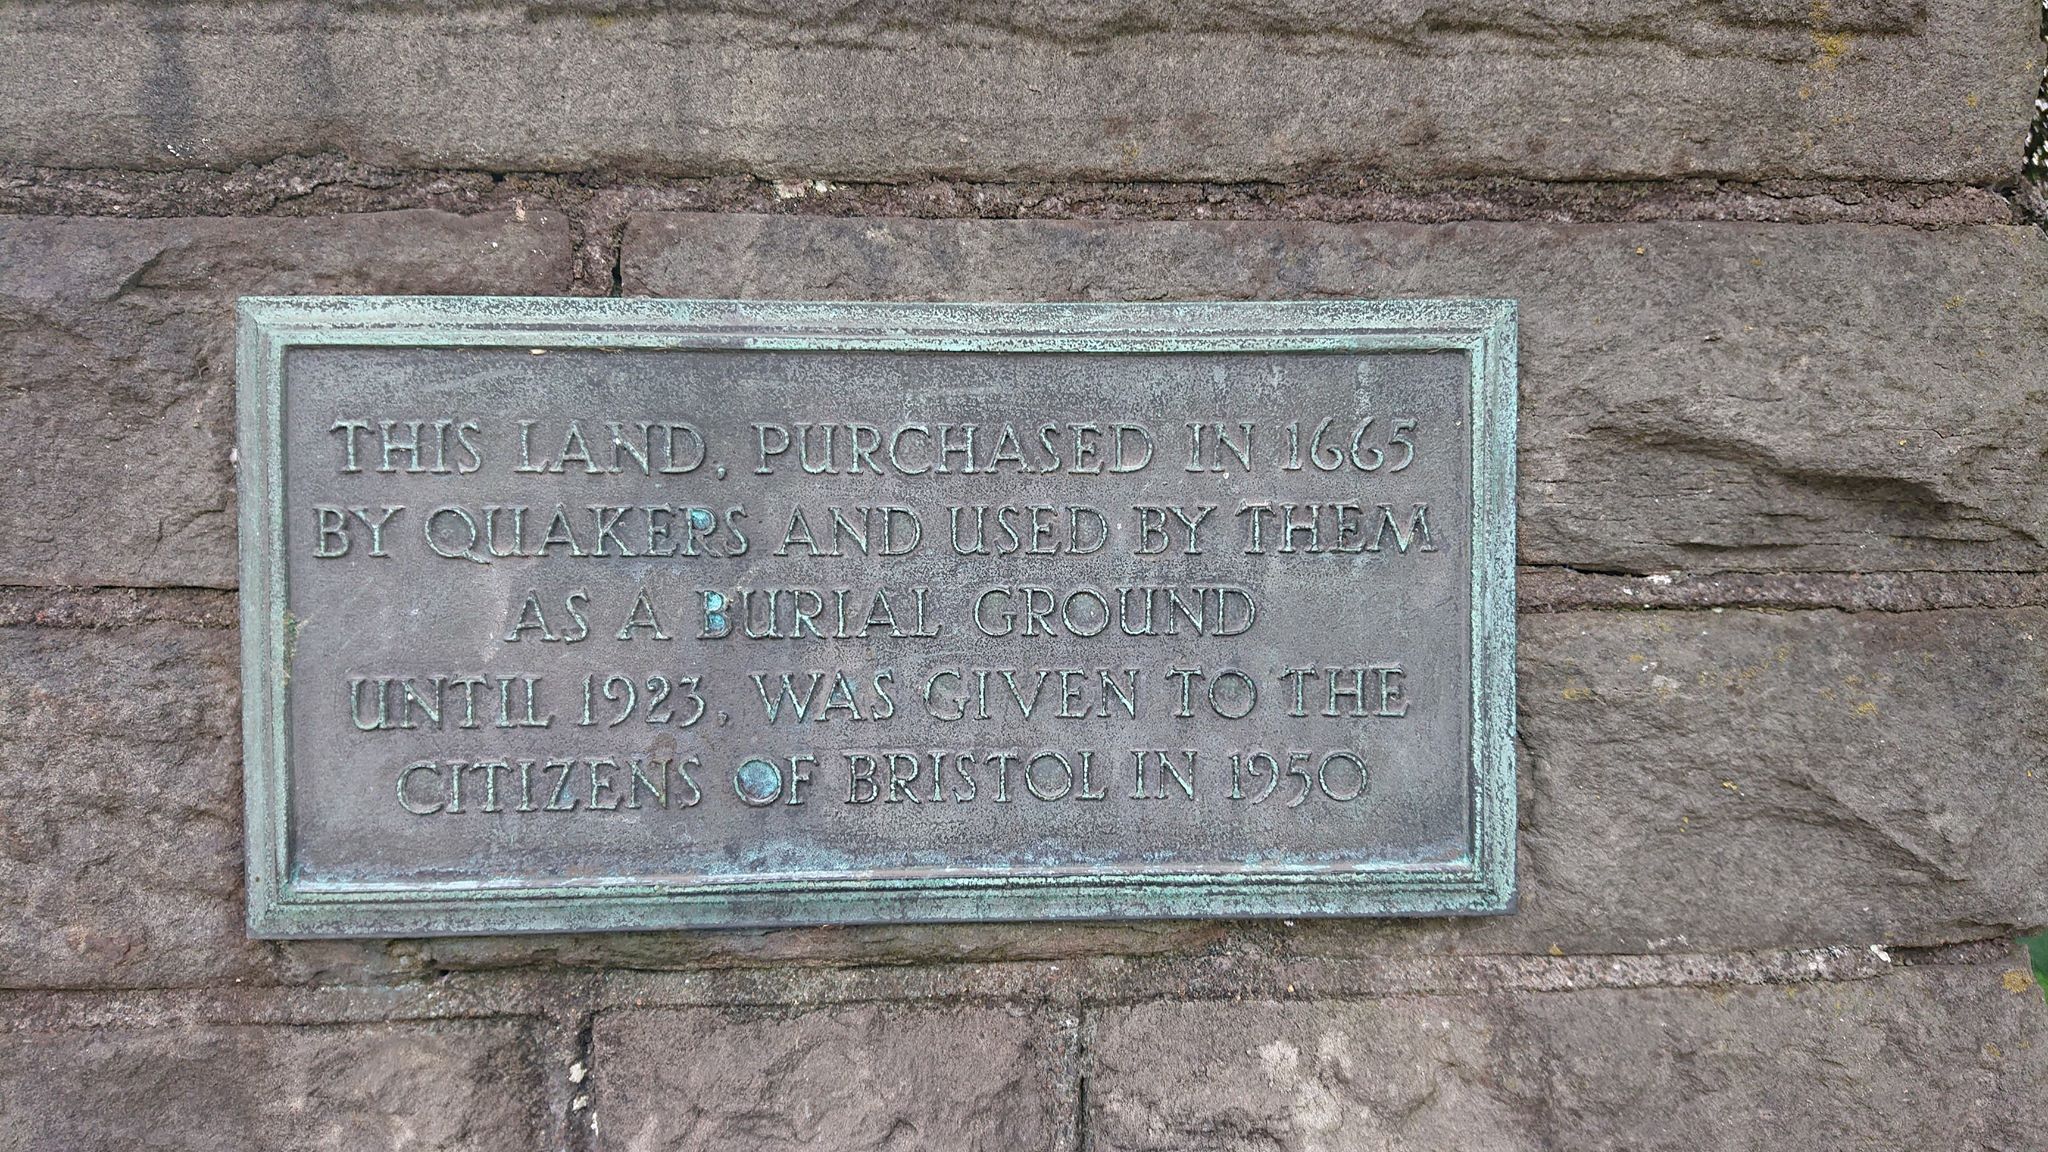 THIS LAND, PURCHASED IN 1665
BY QUAKERS AND USED BY THEM
AS A BURIAL GROUND
UNTIL 1923, WAS GIVEN TO THE
CITIZENS OF BRISTOL IN 1950